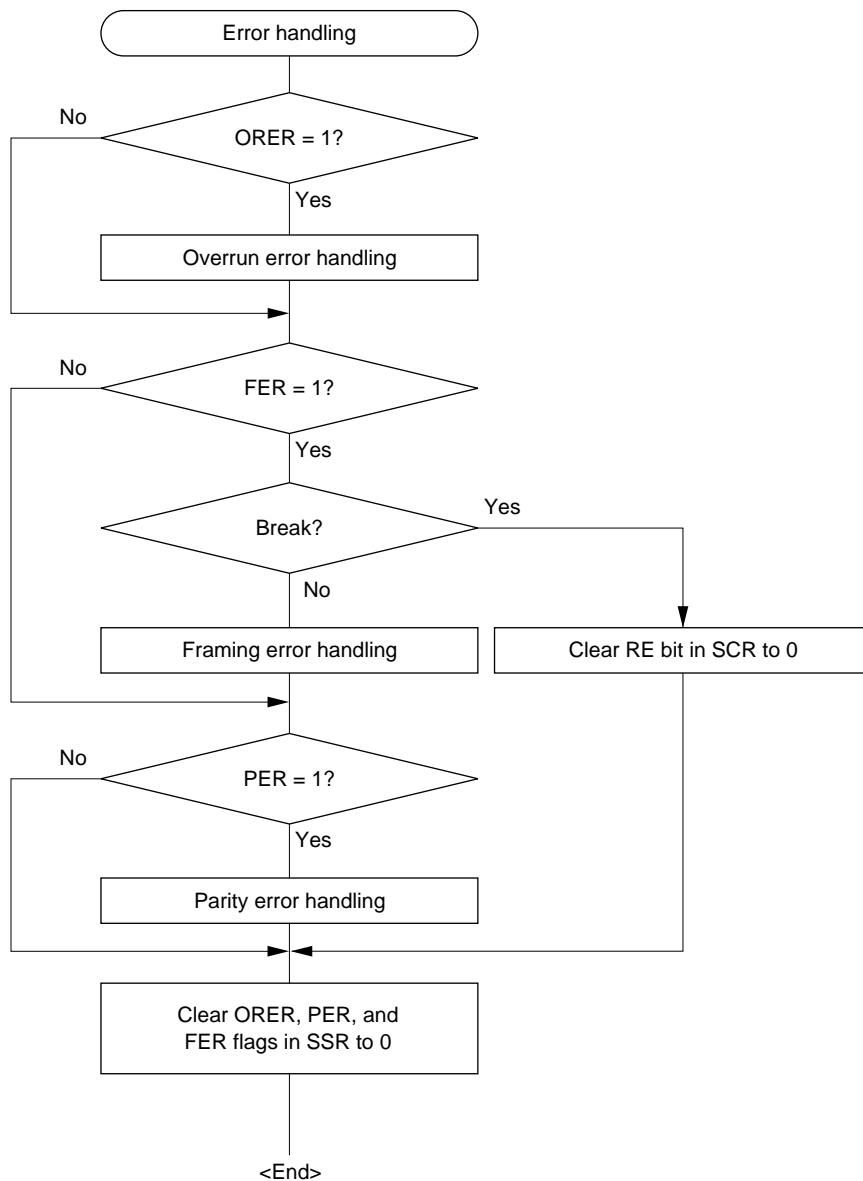 Error handling
No
ORER = 1?
Yes
Overrun error handling
No
FER = 1?
Yes
Break?
Yes
No
Framing error handling
Clear RE bit in SCR to 0
No
PER = 1?
Yes
Parity error handling
Clear ORER, PER, and
FER flags in SSR to 0
<End>